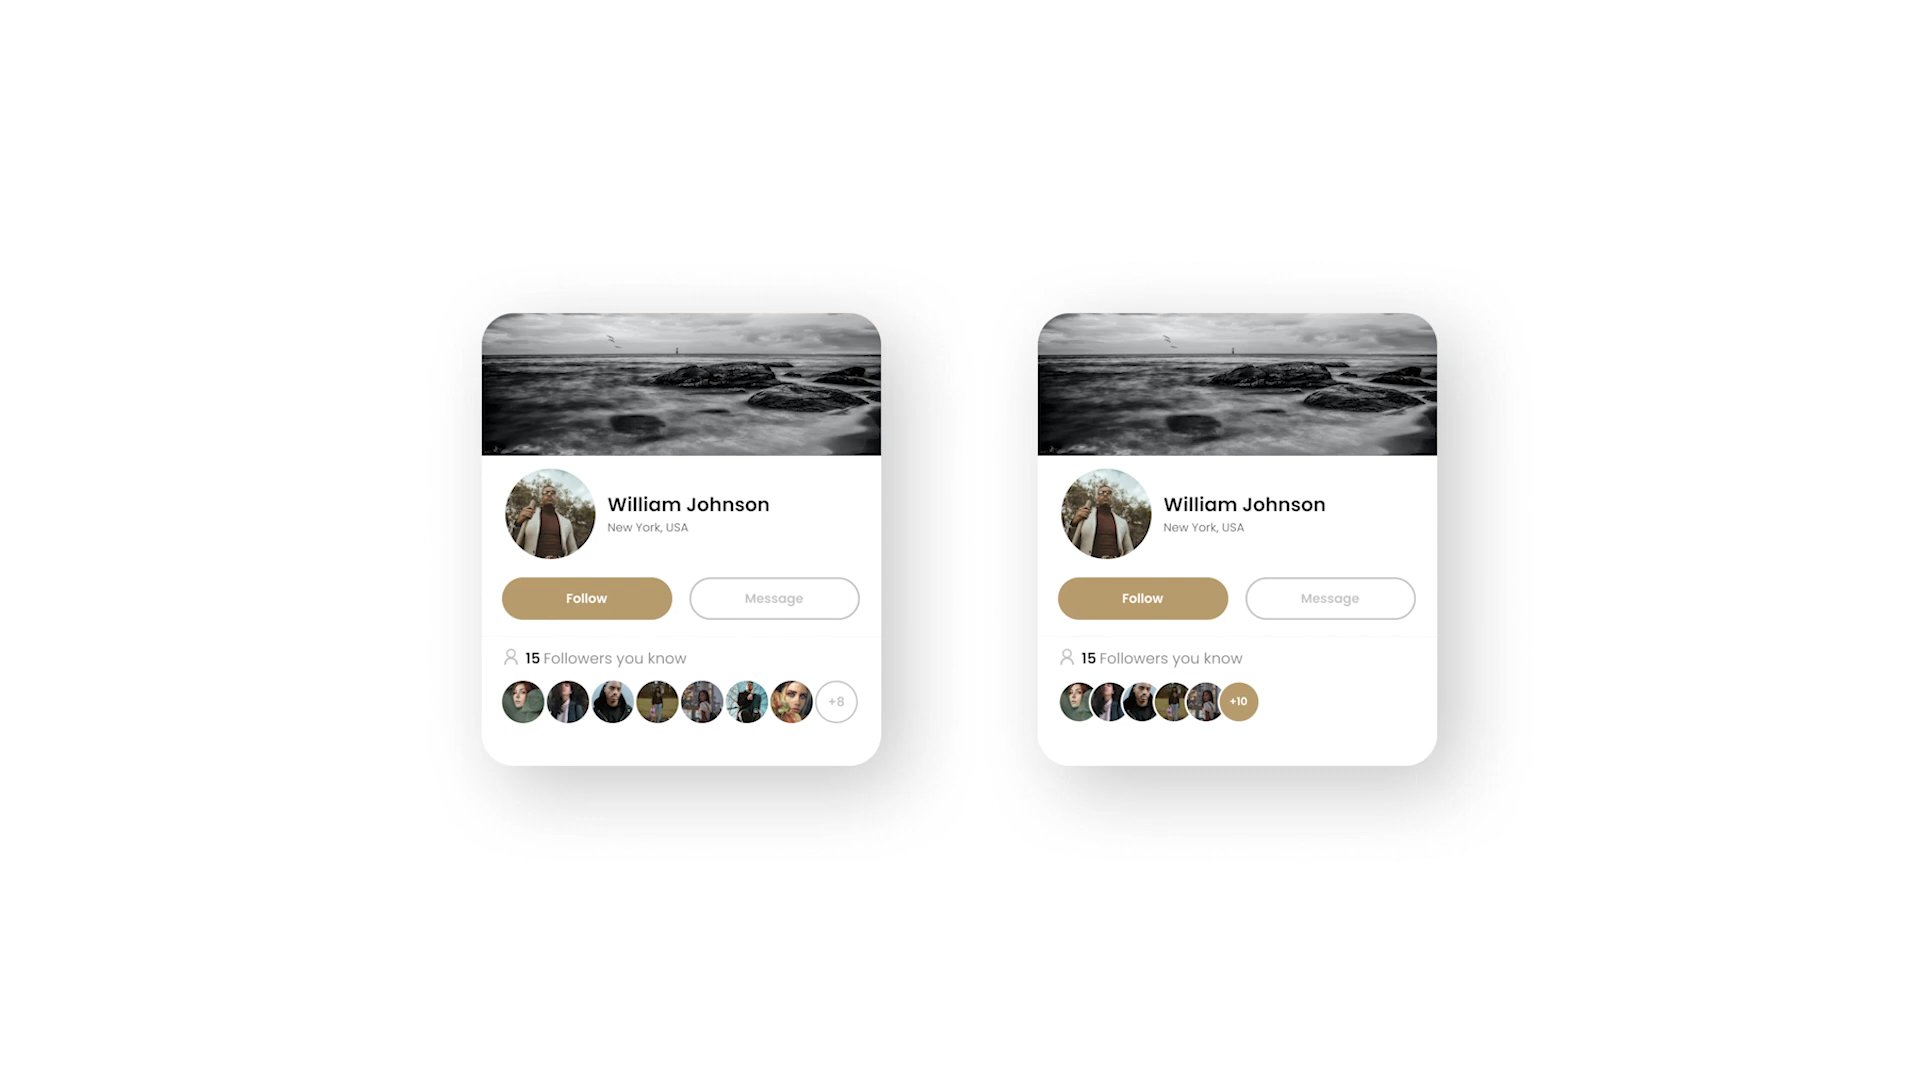 William Johnson
New York, USA
Follow
Message
15 Followers you know
+8
William Johnson
New York, USA
Follow
Message
15 Followers you know
+10